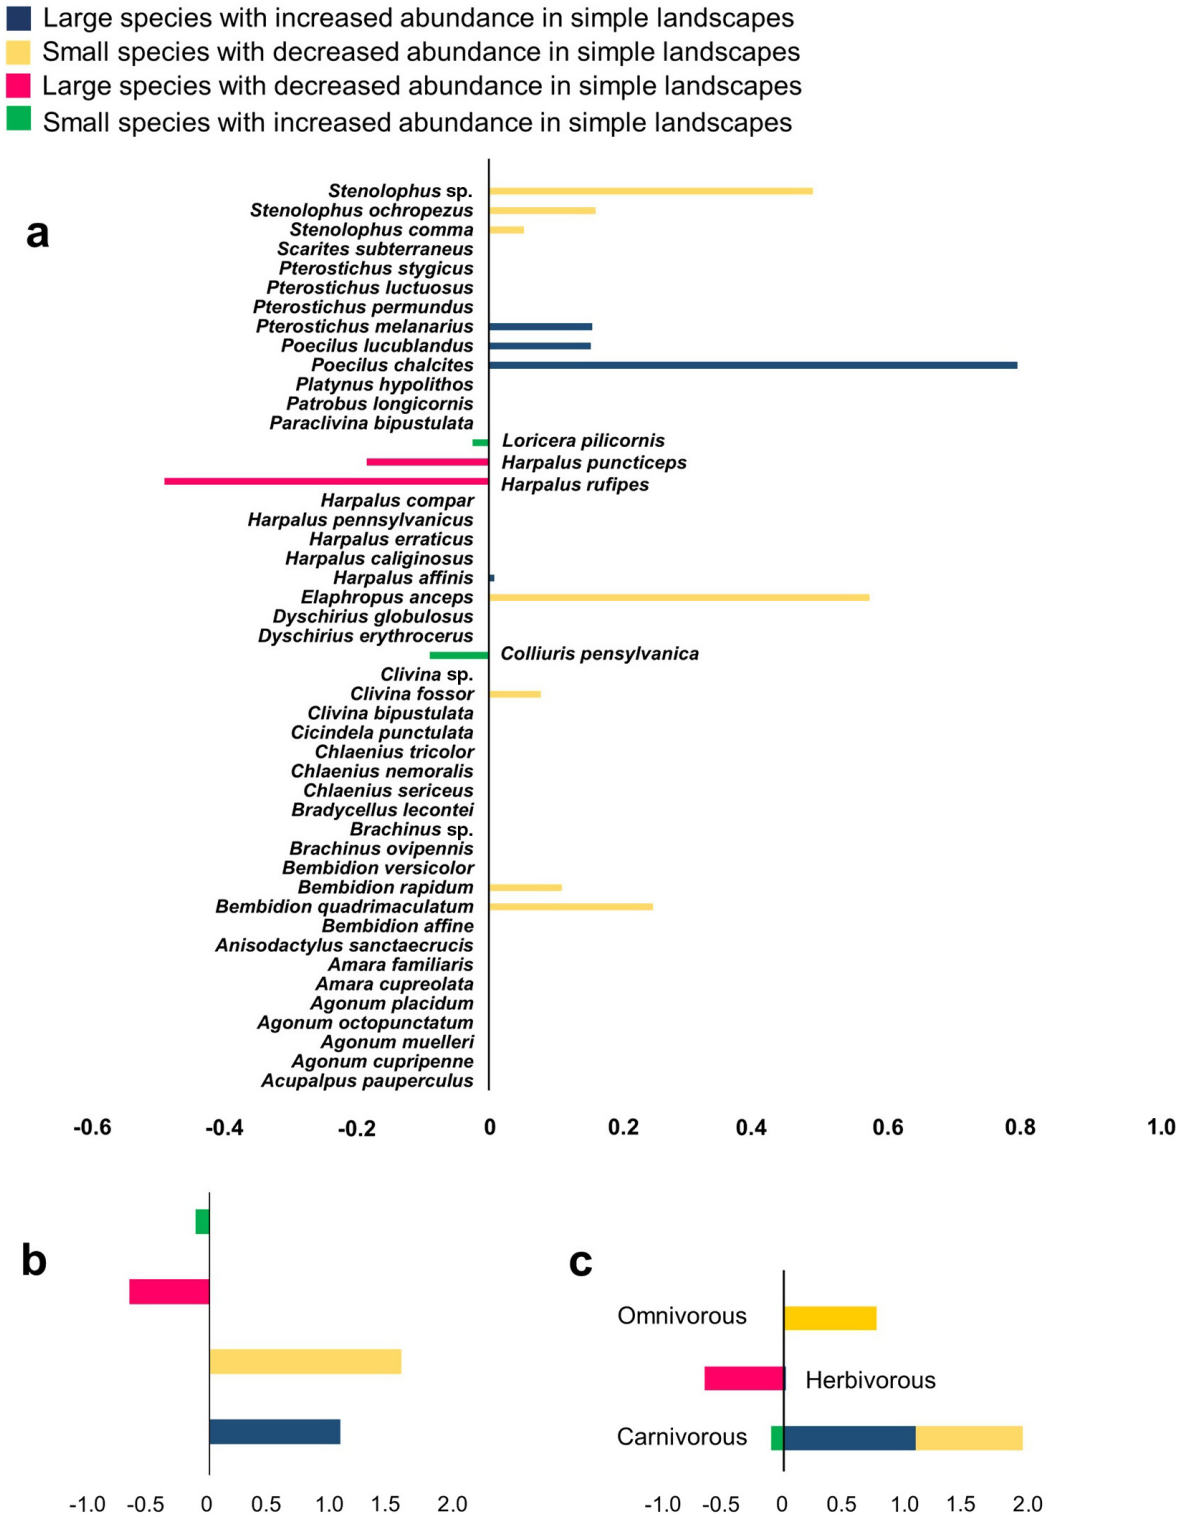 Large species with increased abundance in simple landscapes
Small species with decreased abundance in simple landscapes
Large species with decreased abundance in simple landscapes
Small species with increased abundance in simple landscapes
a
Stenolophus sp.
Stenolophus ochropezus
Stenolophus comma
Scarites subterraneus
Pterostichus stygicus
Pterostichus luctuosus
Pterostichus permundus
Pterostichus melanarius
Poecilus lucublandus
Poecilus chalcites
Platynus hypolithos
Patrobus longicornis
Paraclivina bipustulata
Loricera pilicornis
Harpalus puncticeps
Harpalus rufipes
Harpalus compar
Harpalus pennsylvanicus
Harpalus erraticus
Harpalus caliginosus
Harpalus affinis
Elaphropus anceps
Dyschirius globulosus
Dyschirius erythrocerus
Colliuris pensylvanica
Clivina sp.
Clivina fossor
Clivina bipustulata
Cicindela punctulata
Chlaenius tricolor
Chlaenius nemoralis
Chlaenius sericeus
Bradycellus lecontei
Brachinus sp.
Brachinus ovipennis
Bembidion versicolor
Bembidion rapidum
Bembidion quadrimaculatum
Bembidion affine
Anisodactylus sanctaecrucis
Amara familiaris
Amara cupreolata
Agonum placidum
Agonum octopunctatum
Agonum muelleri
Agonum cupripenne
Acupalpus pauperculus
-0.6 -0.4 -0.2 0 0.2 0.4 0.6 0.8 1.0
b
-1.0 -0.5 0 0.5 1.0 1.5 2.0
c
Omnivorous
Herbivorous
Carnivorous
-1.0 -0.5 0 0.5 1.0 1.5 2.0